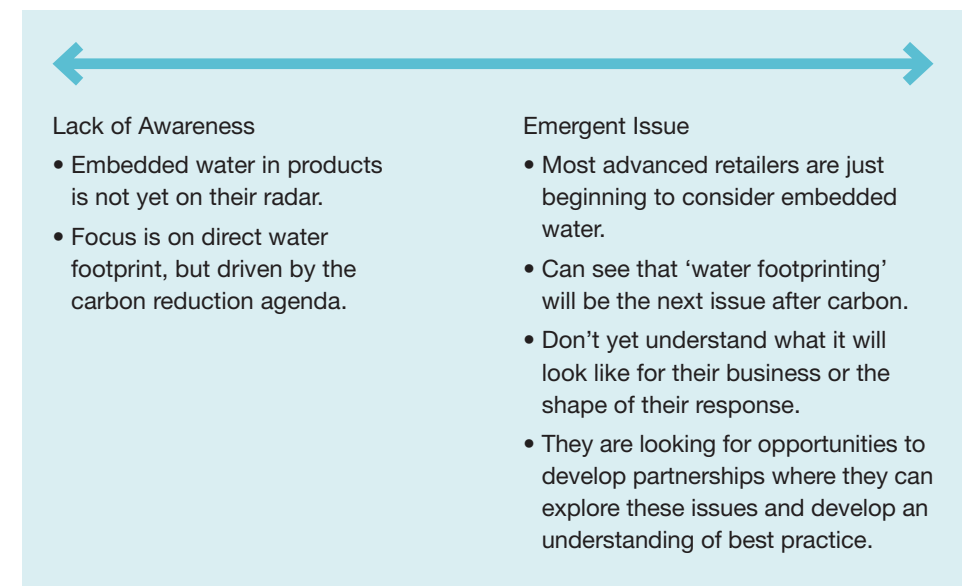 Lack of Awareness
• Embedded water in products
is not yet on their radar.
• Focus is on direct water
footprint, but driven by the
carbon reduction agenda.
Emergent Issue
• Most advanced retailers are just
beginning to consider embedded
water.
• Can see that ‘water footprinting’
will be the next issue after carbon.
• Don’t yet understand what it will
look like for their business or the
shape of their response.
• They are looking for opportunities to
develop partnerships where they can
explore these issues and develop an
understanding of best practice.